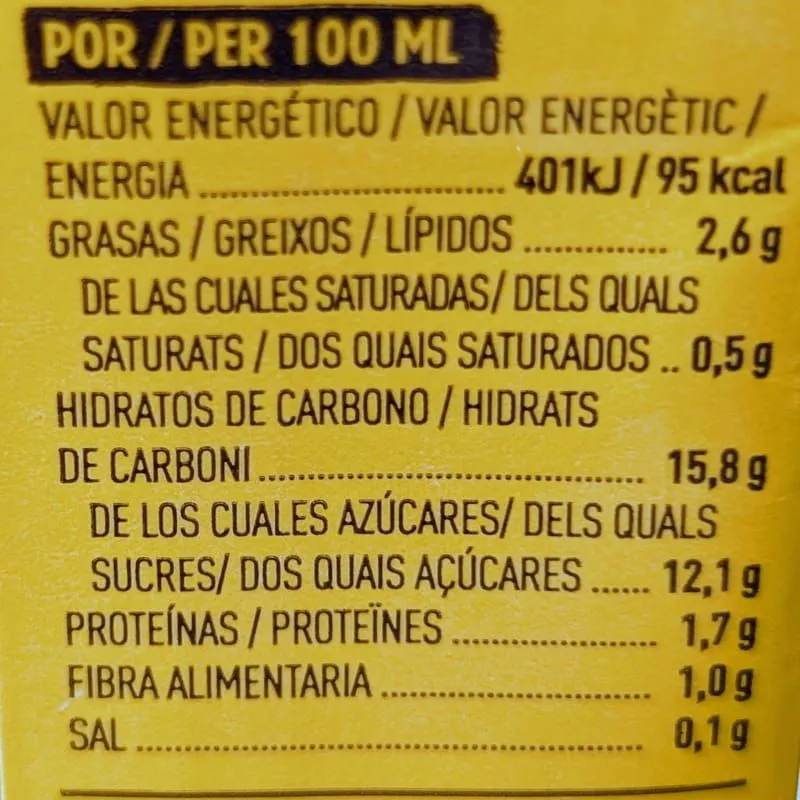 POR / PER 100 ML
VALOR ENERGÉTICO / VALOR ENERGÈTIC /
ENERGIA ................................ 401kJ / 95 kcal
GRASAS / GREIXOS / LÍPIDOS ............... 2,6 g
DE LAS CUALES SATURADAS/ DELS QUALS
SATURATS / DOS QUAIS SATURADOS .. 0,5 g
HIDRATOS DE CARBONO / HIDRATS
DE CARBONI ........................................ 15,8 g
DE LOS CUALES AZÚCARES/ DELS QUALS
SUCRES/ DOS QUAIS AÇÚCARES ...... 12,1 g
PROTEÍNAS / PROTEÏNES ..................... 1,7 g
FIBRA ALIMENTARIA ............................ 1,0 g
SAL ..................................................... 0,1 g